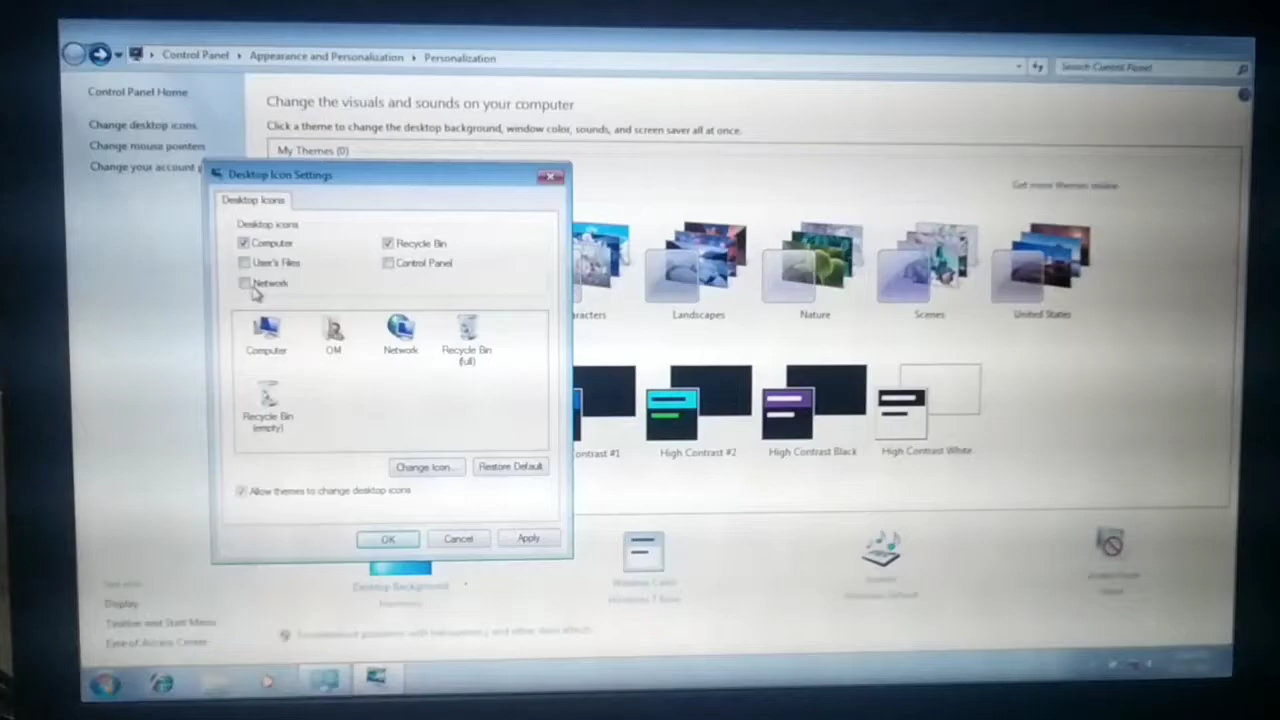 Control Panel
Appearance and Personalization
Personalization
Search Control Panel
Control Panel Home
Change desktop icons
Change mouse pointers
Change your account
Change the visuals and sounds on your computer
Click a theme to change the desktop background, window color, sounds, and screen saver all at once.
My Themes (0)
Get more themes online
Desktop Icon Settings
Desktop Icons
Desktop icons
Computer
Recycle Bin
User's Files
Control Panel
Network
Computer
OM
Network
Recycle Bin
(full)
Recycle Bin
(empty)
Change Icon...
Restore Default
Allow themes to change desktop icons
OK
Cancel
Apply
Landscapes
Nature
Scenes
United States
High Contrast #2
High Contrast Black
High Contrast White
Desktop Background
Display
Taskbar and Start Menu
Ease of Access Center